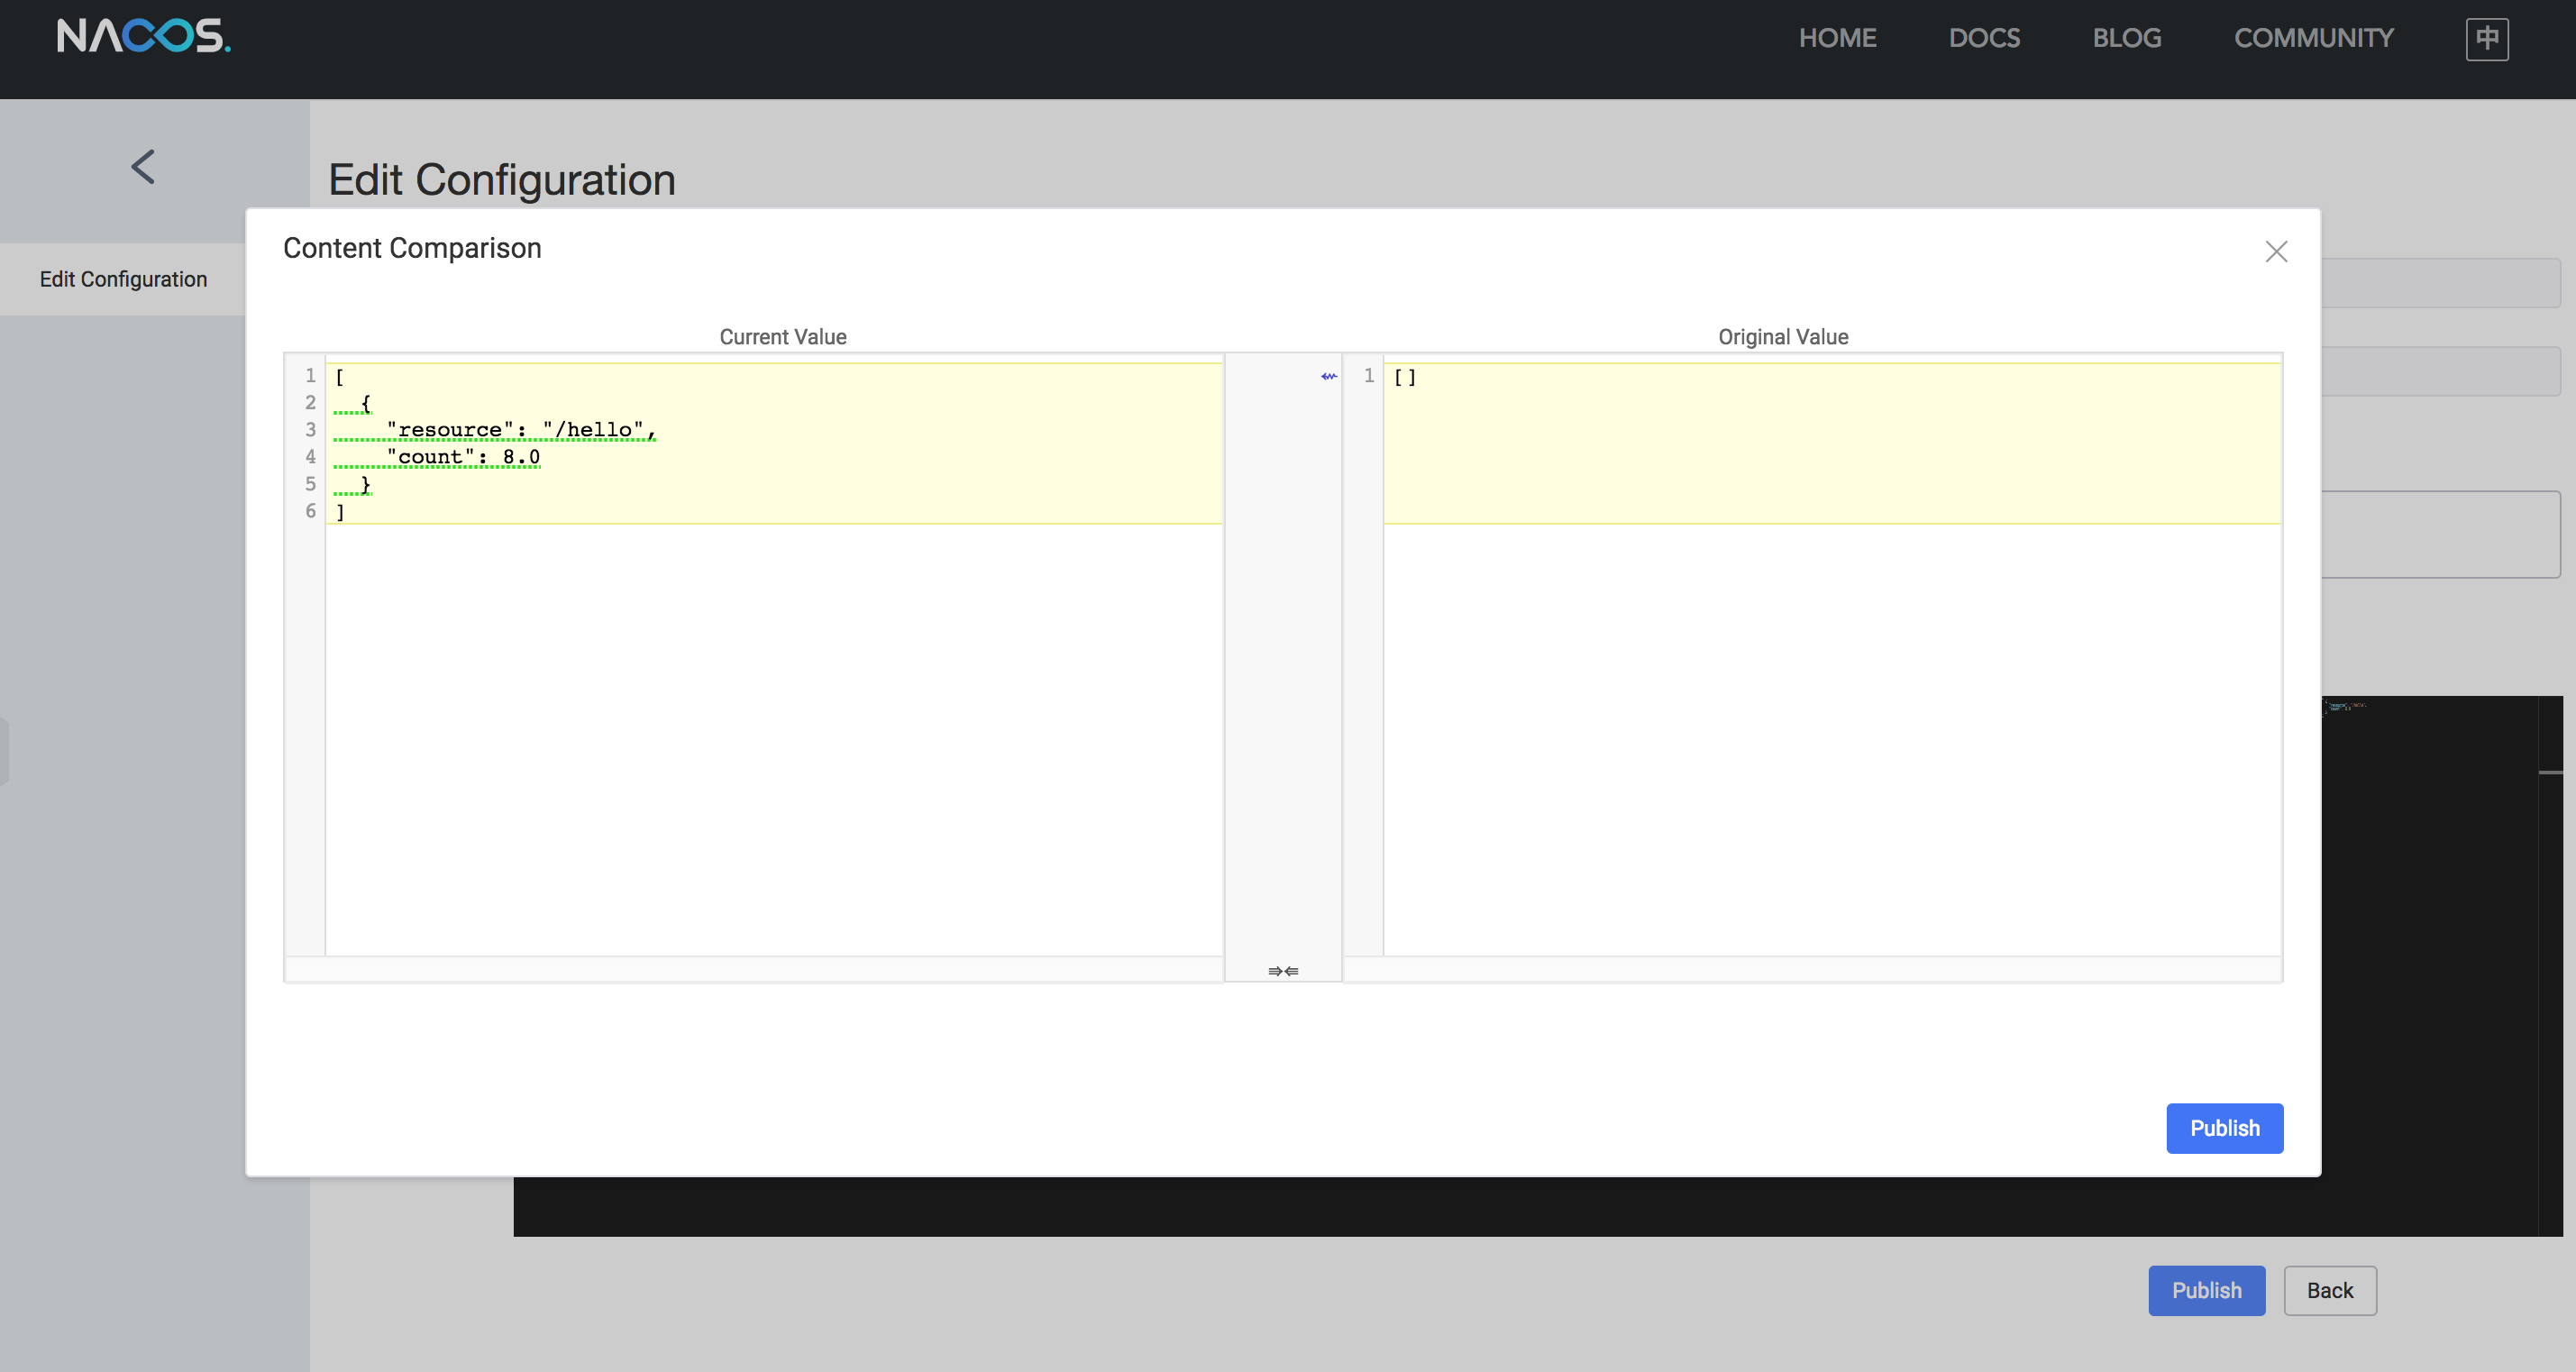 NACOS.
HOME DOCS BLOG COMMUNITY 中
Edit Configuration
Edit Configuration
Content Comparison
Current Value
Original Value
1 [
2 {
3 "resource": "/hello",
4 "count": 8.0
5 }
6 ]
1 []
⇛⇚
Publish
Publish Back